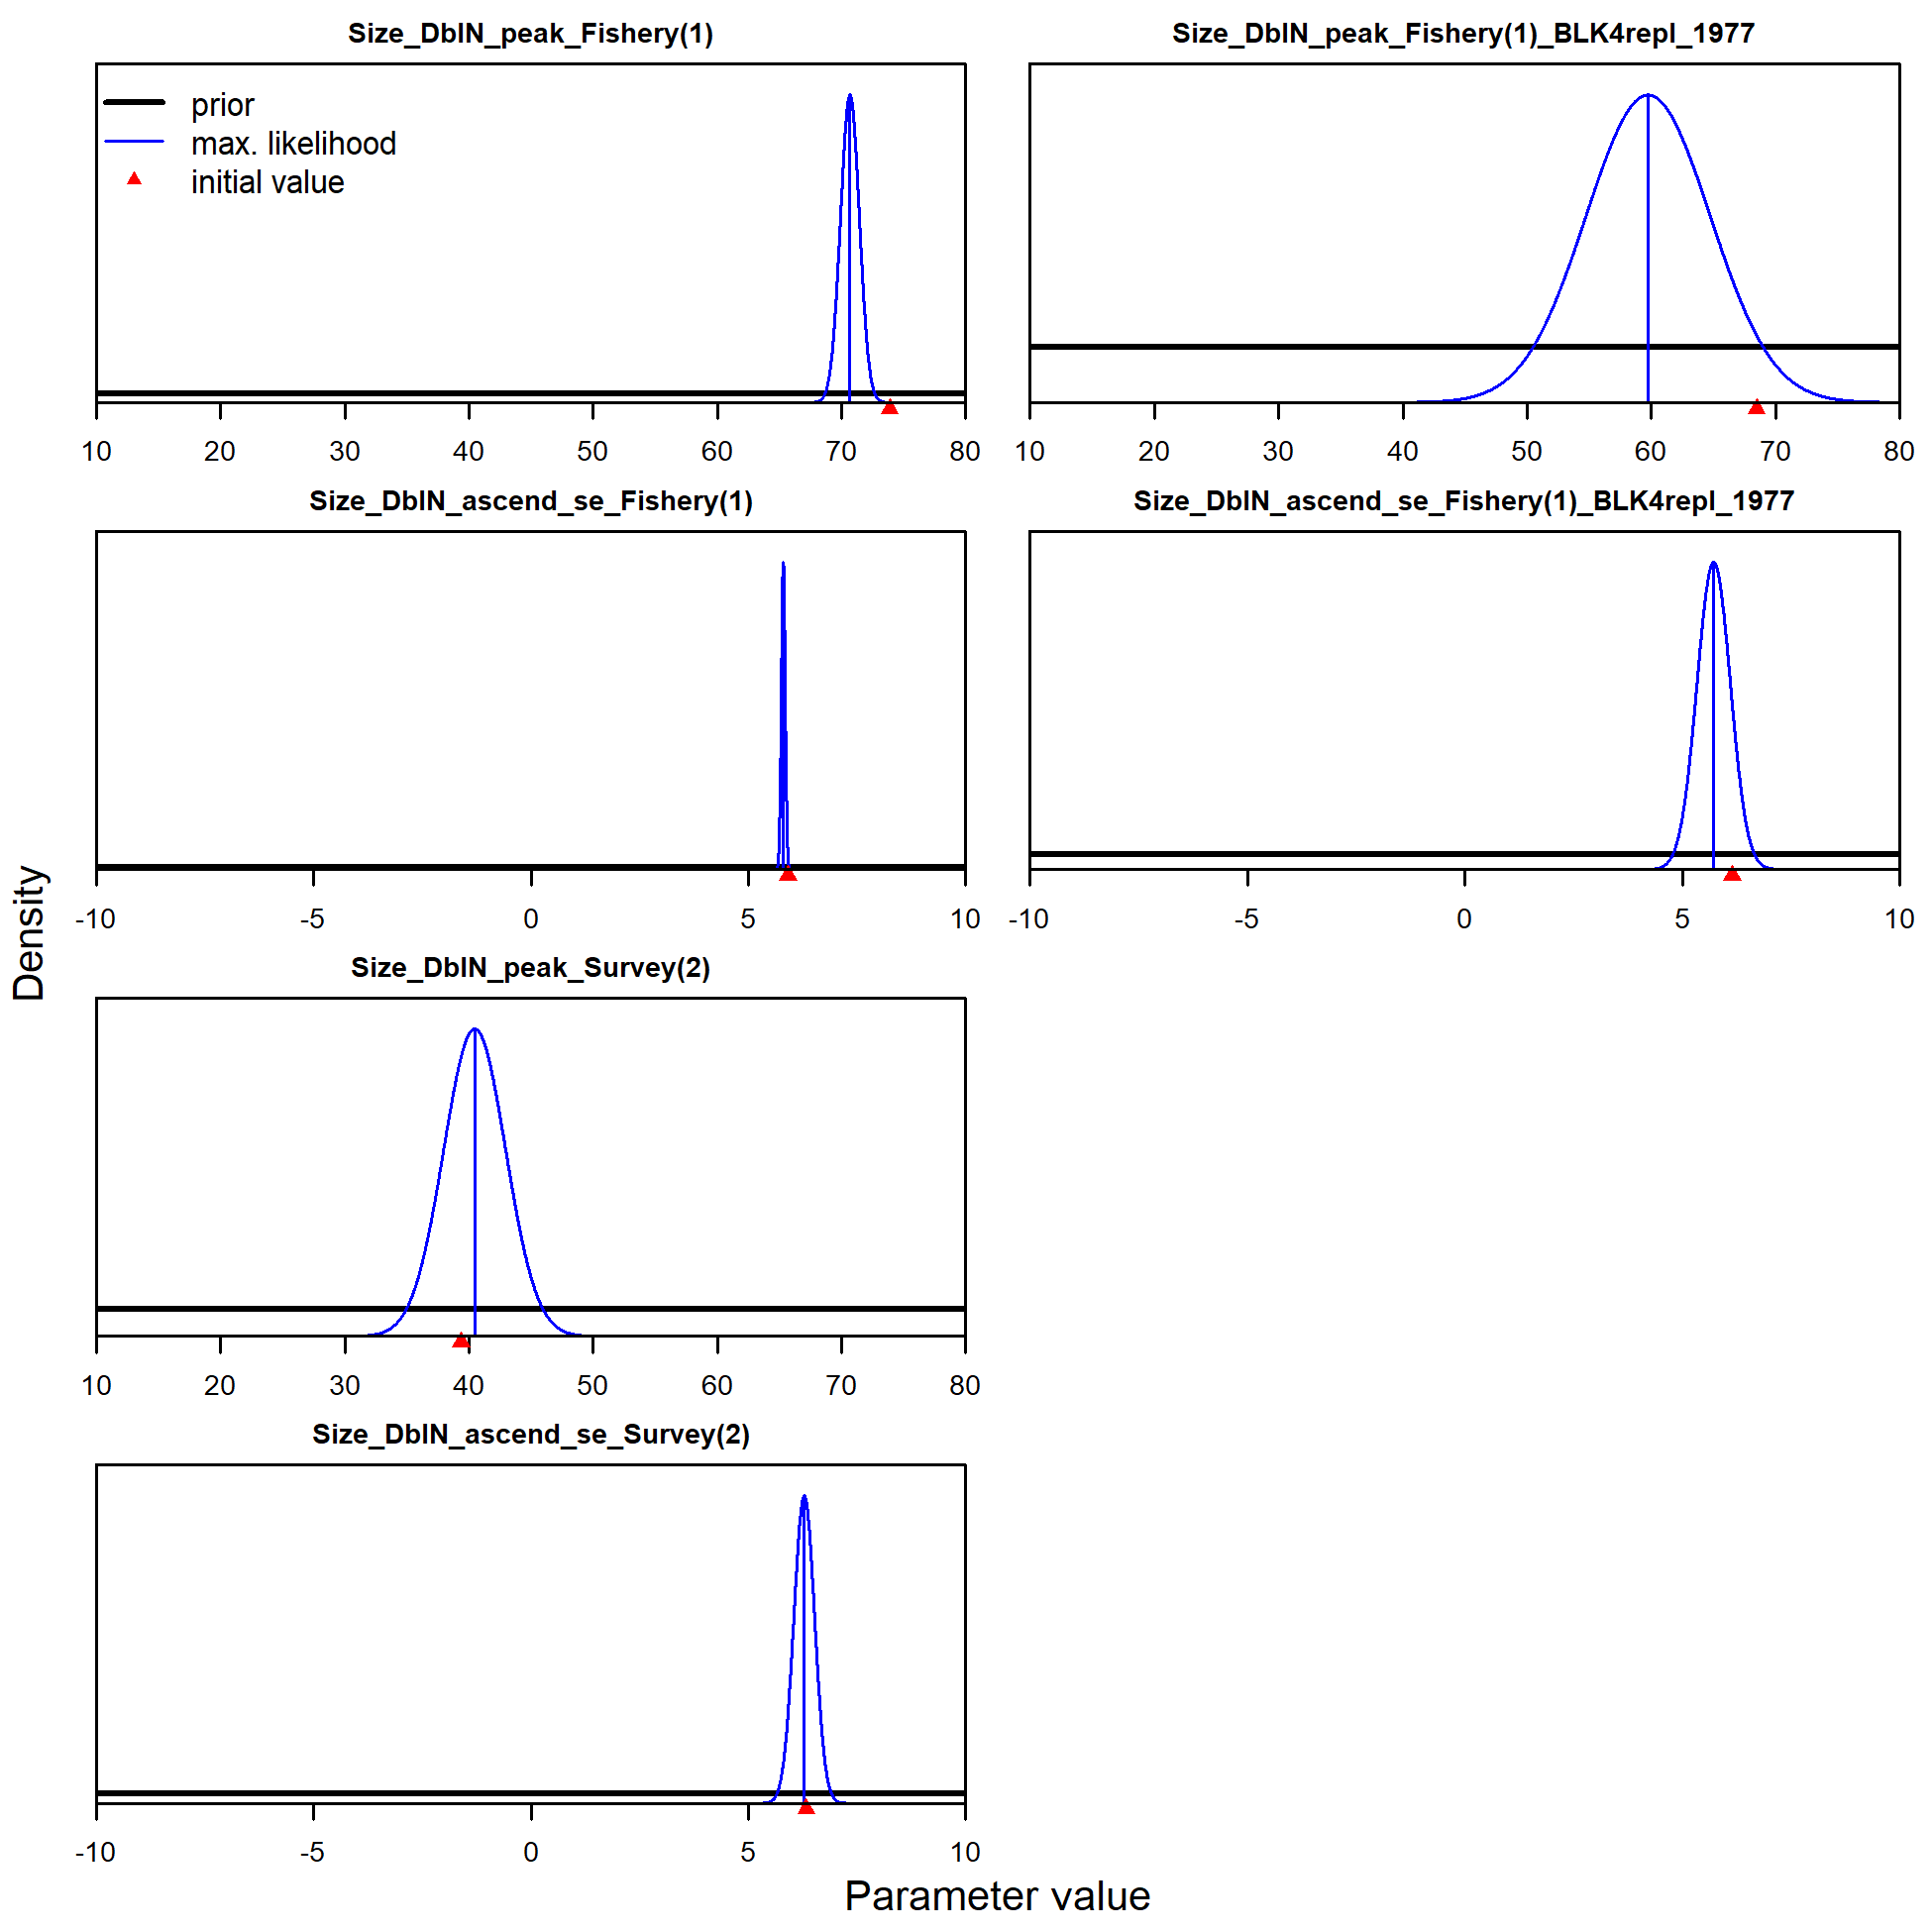 Size_DblN_peak_Fishery(1)
Size_DblN_peak_Fishery(1)_BLK4repl_1977
prior
max. likelihood
initial value
10 20 30 40 50 60 70 80
10 20 30 40 50 60 70 80
Size_DblN_ascend_se_Fishery(1)
Size_DblN_ascend_se_Fishery(1)_BLK4repl_1977
-10 -5 0 5 10
-10 -5 0 5 10
Density
Size_DblN_peak_Survey(2)
10 20 30 40 50 60 70 80
Size_DblN_ascend_se_Survey(2)
-10 -5 0 5 10
Parameter value